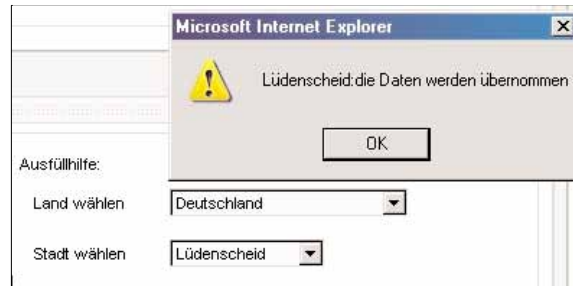 Microsoft Internet Explorer
Lüdenscheid:die Daten werden übernommen
OK
Ausfüllhilfe:
Land wählen Deutschland
Stadt wählen Lüdenscheid